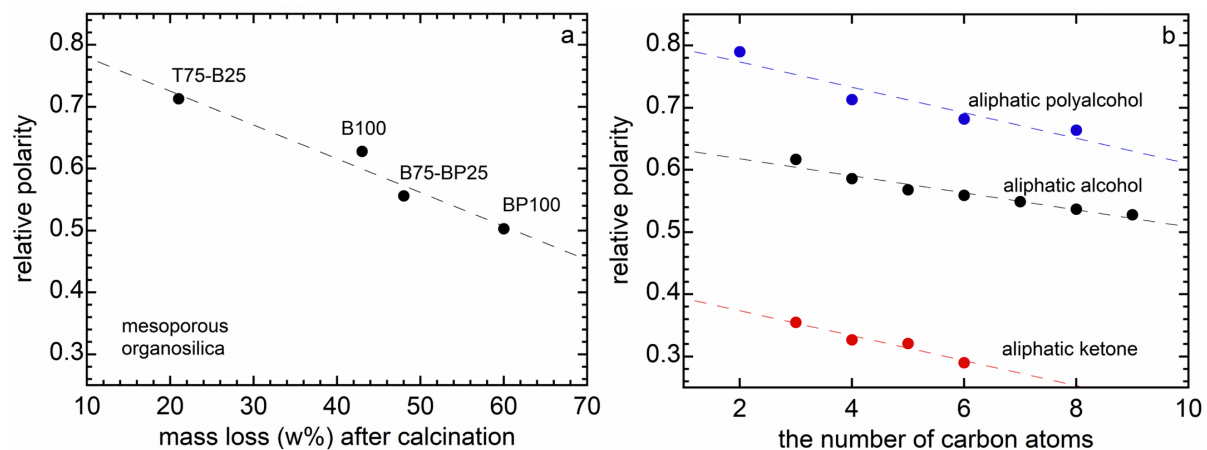 a
0.8
0.7
0.6
0.5
0.4
0.3
relative polarity
T75-B25
B100
B75-BP25
BP100
mesoporous
organosilica
10 20 30 40 50 60 70
mass loss (w%) after calcination
b
0.8
0.7
0.6
0.5
0.4
0.3
relative polarity
aliphatic polyalcohol
aliphatic alcohol
aliphatic ketone
2 4 6 8 10
the number of carbon atoms